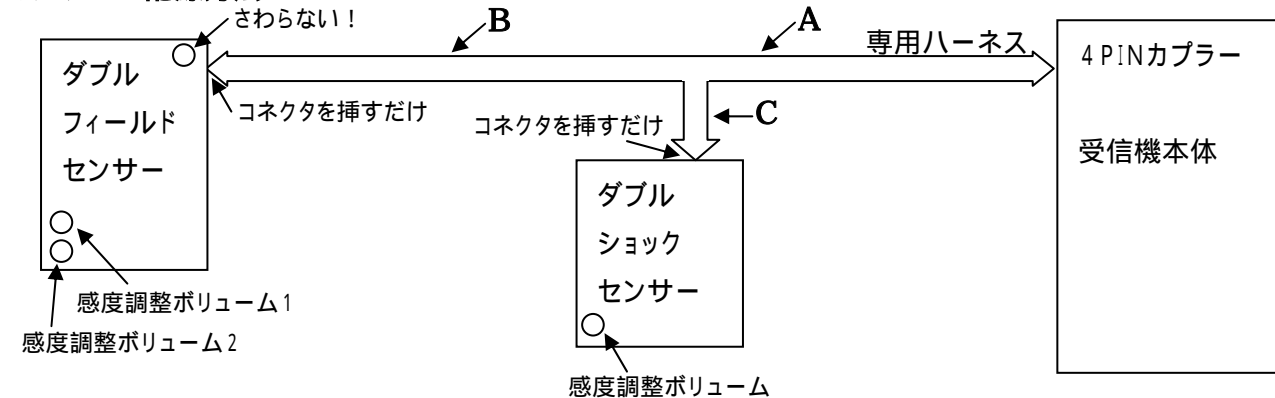 さわらない！
B
A
専用ハーネス
4PINカプラー
ダブル
フィールド
センサー
コネクタを挿すだけ
コネクタを挿すだけ
C
受信機本体
ダブル
ショック
センサー
感度調整ボリューム1
感度調整ボリューム2
感度調整ボリューム